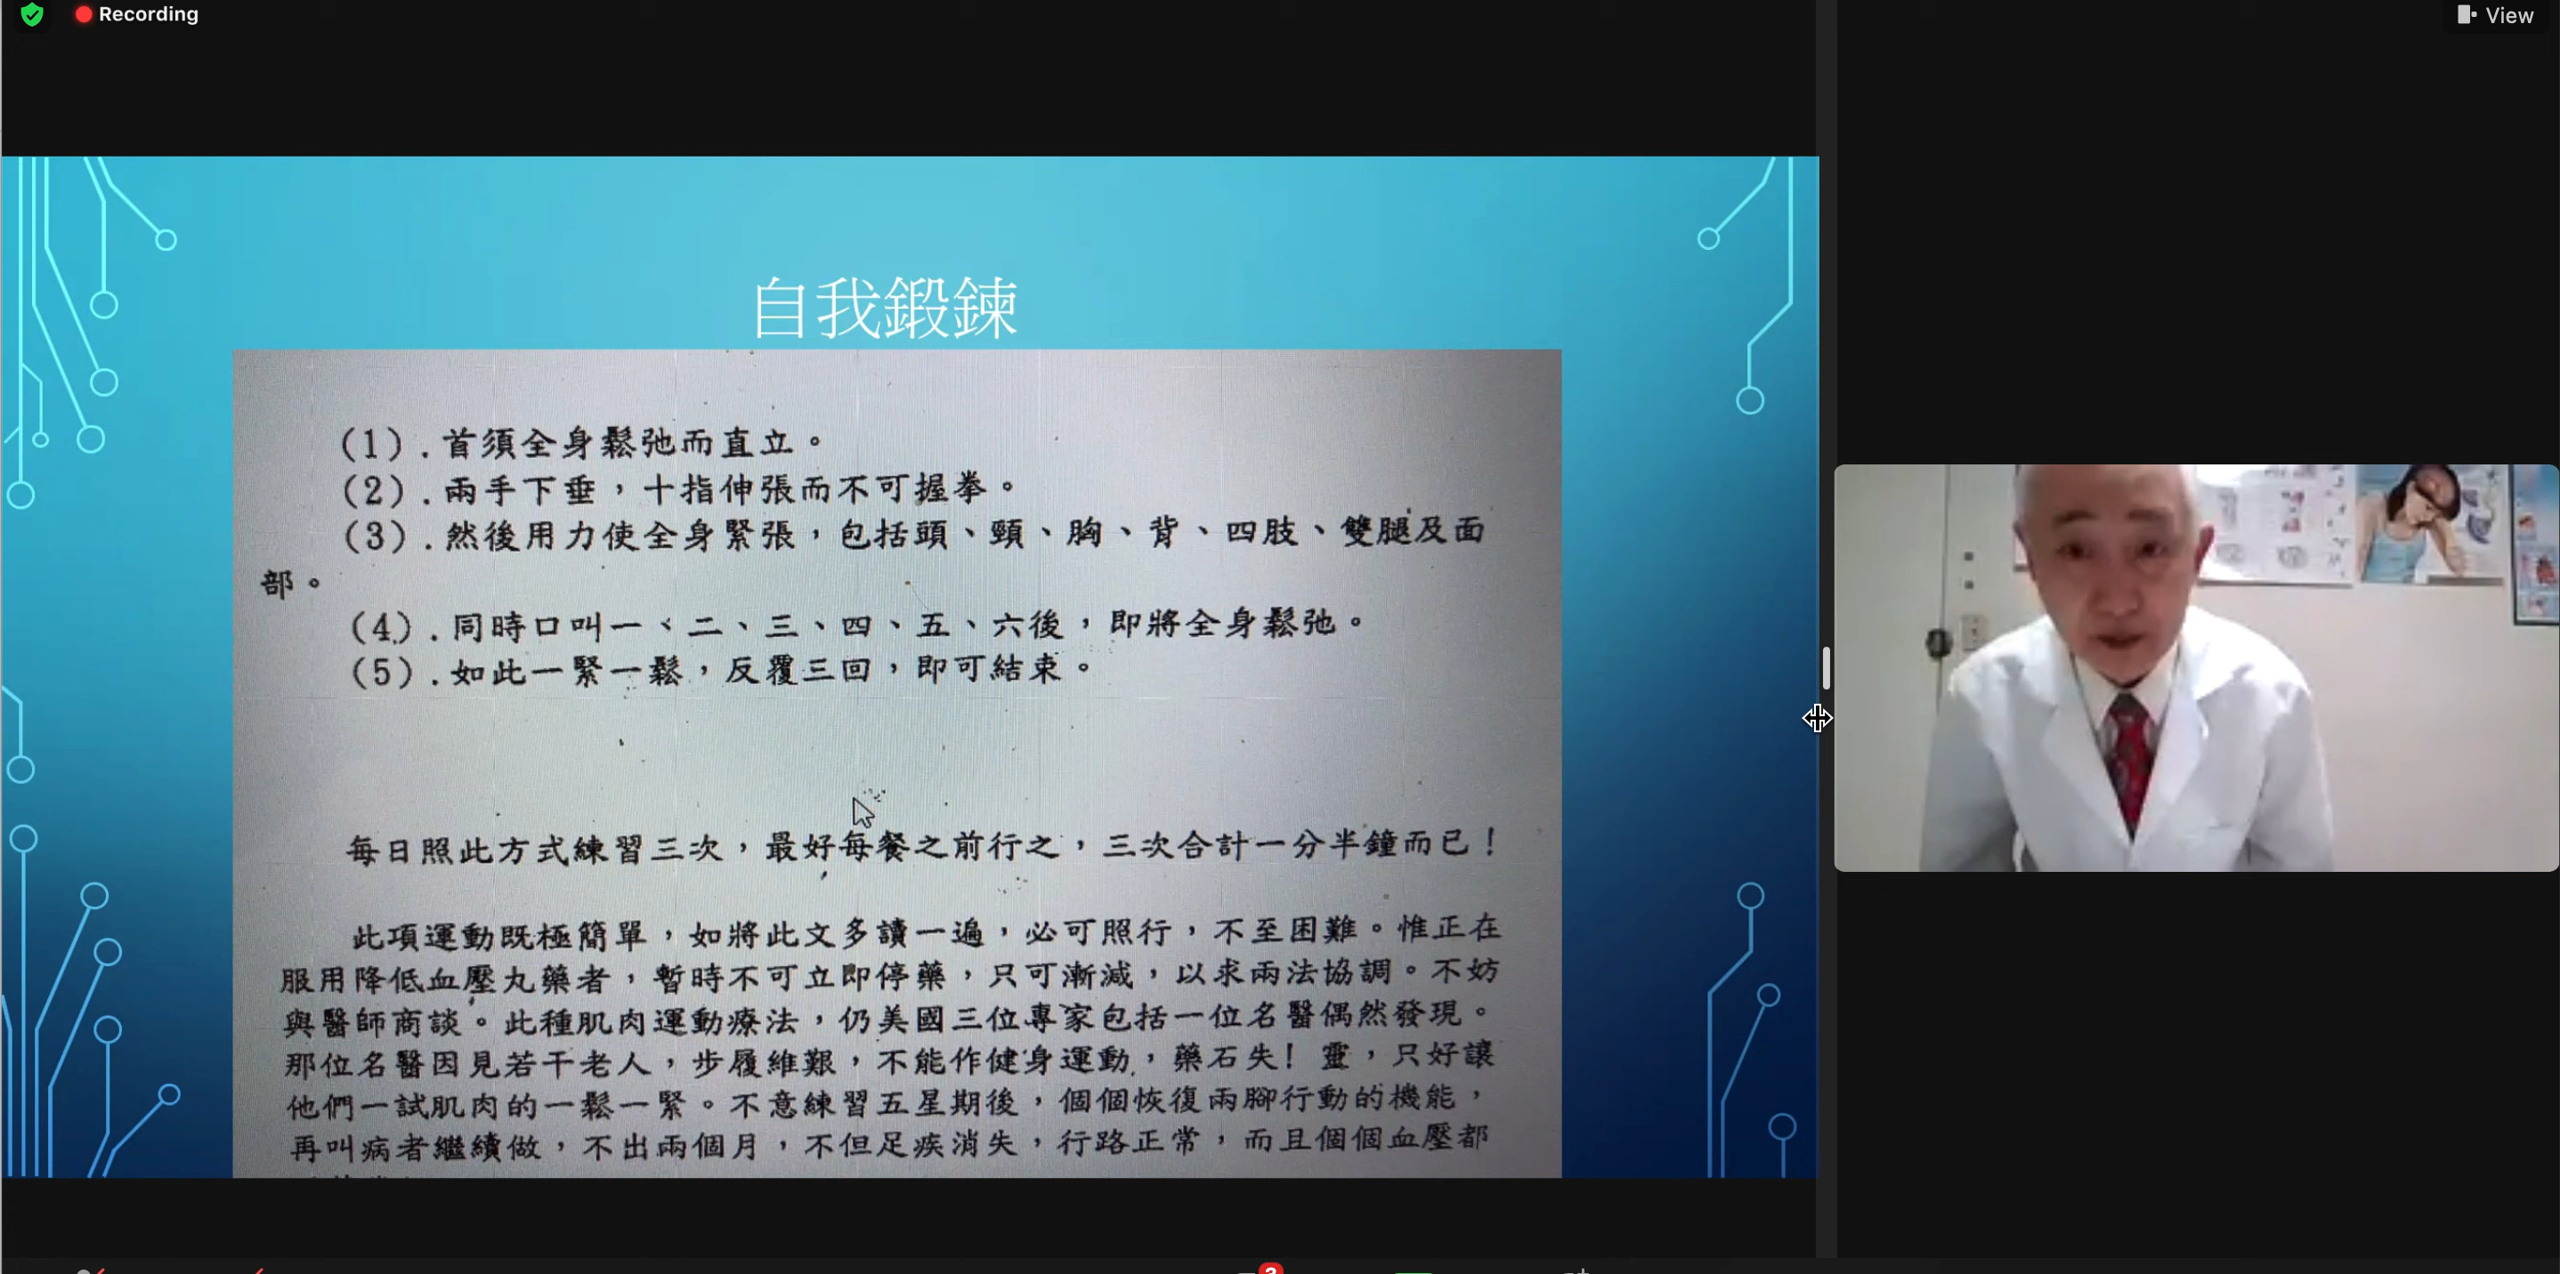 Recording
View
自我鍛鍊
(1).首須全身鬆弛而直立。
(2).兩手下垂，十指伸張而不可握拳。
(3).然後用力使全身緊張，包括頭、頸、胸、背、四肢、雙腿及面
部。
(4).同時口叫一、二、三、四、五、六後，即將全身鬆弛。
(5).如此一緊一鬆，反覆三回，即可結束。
每日照此方式練習三次，最好每餐之前行之，三次合計一分半鐘而已！
此項運動既極簡單，如將此文多讀一遍，必可照行，不至困難。惟正在
服用降低血壓丸藥者，暫時不可立即停藥，只可漸減，以求兩法協調。不妨
與醫師商談。此種肌肉運動療法，仍美國三位專家包括一位名醫偶然發現。
那位名醫因見若干老人，步履維艱，不能作健身運動，藥石失！靈，只好讓
他們一試肌肉的一鬆一緊。不意練習五星期後，個個恢復兩腳行動的機能，
再叫病者繼續做，不出兩個月，不但足疾消失，行路正常，而且個個血壓都